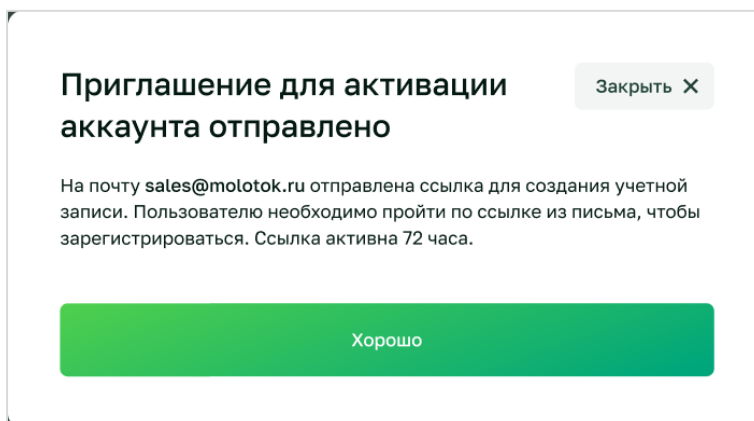 Приглашение для активации
аккаунта отправлено
Закрыть
На почту sales@molotok.ru отправлена ссылка для создания учетной
записи. Пользователю необходимо пройти по ссылке из письма, чтобы
зарегистрироваться. Ссылка активна 72 часа.
Хорошо